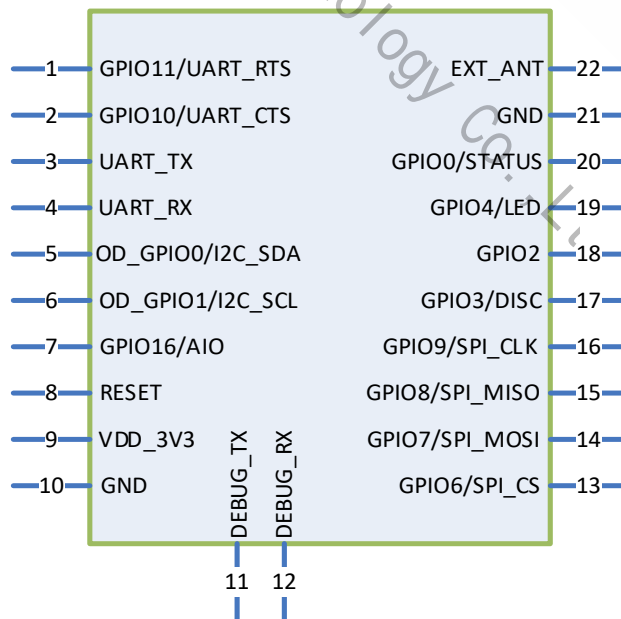 ology Co.,L
1 GPIO11/UART_RTS EXT_ANT 22
2 GPIO10/UART_CTS GND 21
3 UART_TX GPIO0/STATUS 20
4 UART_RX GPIO4/LED 19
5 OD_GPIO0/I2C_SDA GPIO2 18
6 OD_GPIO1/I2C_SCL GPIO3/DISC 17
7 GPIO16/AIO GPIO9/SPI_CLK 16
8 RESET GPIO8/SPI_MISO 15
9 VDD_3V3 GPIO7/SPI_MOSI 14
10 GND GPIO6/SPI_CS 13
DEBUG_TX DEBUG_RX
11 12